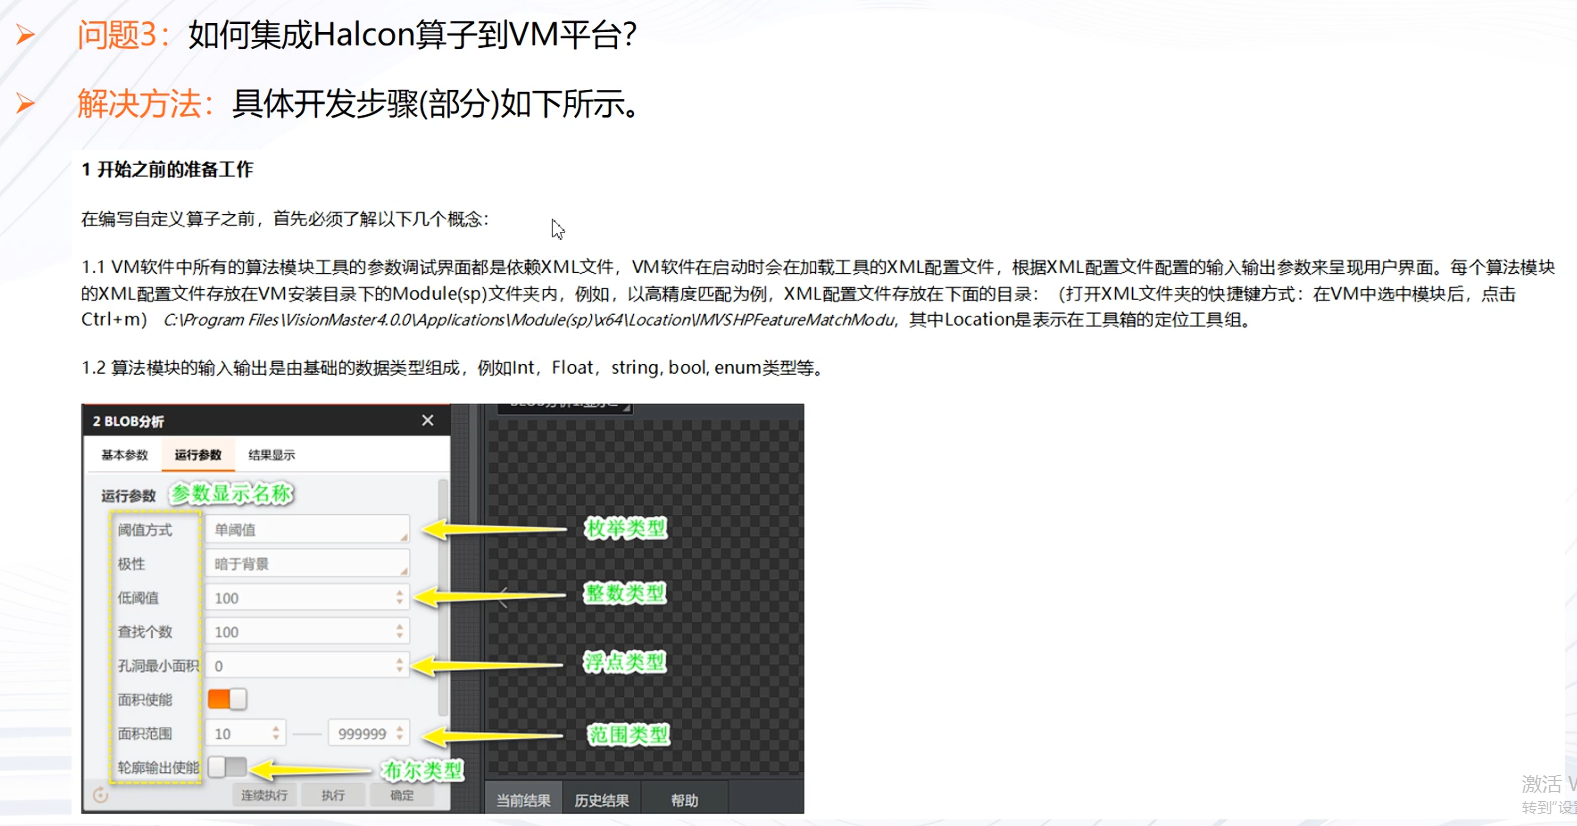 问题3：如何集成Halcon算子到VM平台？
解决方法：具体开发步骤(部分)如下所示。
1 开始之前的准备工作
在编写自定义算子之前，首先必须了解以下几个概念：
1.1 VM软件中所有的算法模块工具的参数调试界面都是依赖XML文件，VM软件在启动时会在加载工具的XML配置文件，根据XML配置文件配置的输入输出参数来呈现用户界面。每个算法模块
的XML配置文件存放在VM安装目录下的Module(sp)文件夹内，例如，以高精度匹配为例，XML配置文件存放在下面的目录：（打开XML文件夹的快捷键方式：在VM中选中模块后，点击
Ctrl+m） C:\Program Files\VisionMaster4.0.0\Applications\Module(sp)\x64\Location\IMVSHPFeatureMatchModu，其中Location是表示在工具箱的定位工具组。
1.2 算法模块的输入输出是由基础的数据类型组成，例如Int，Float，string, bool, enum类型等。
2 BLOB分析
基本参数 运行参数 结果显示
运行参数 参数显示名称
阈值方式 单阈值 枚举类型
极性 暗于背景
低阈值 100 整数类型
查找个数 100
孔洞最小面积 0 浮点类型
面积使能
面积范围 10 999999 范围类型
轮廓输出使能 布尔类型
连续执行 执行 确定
当前结果 历史结果 帮助
激活
转到"设